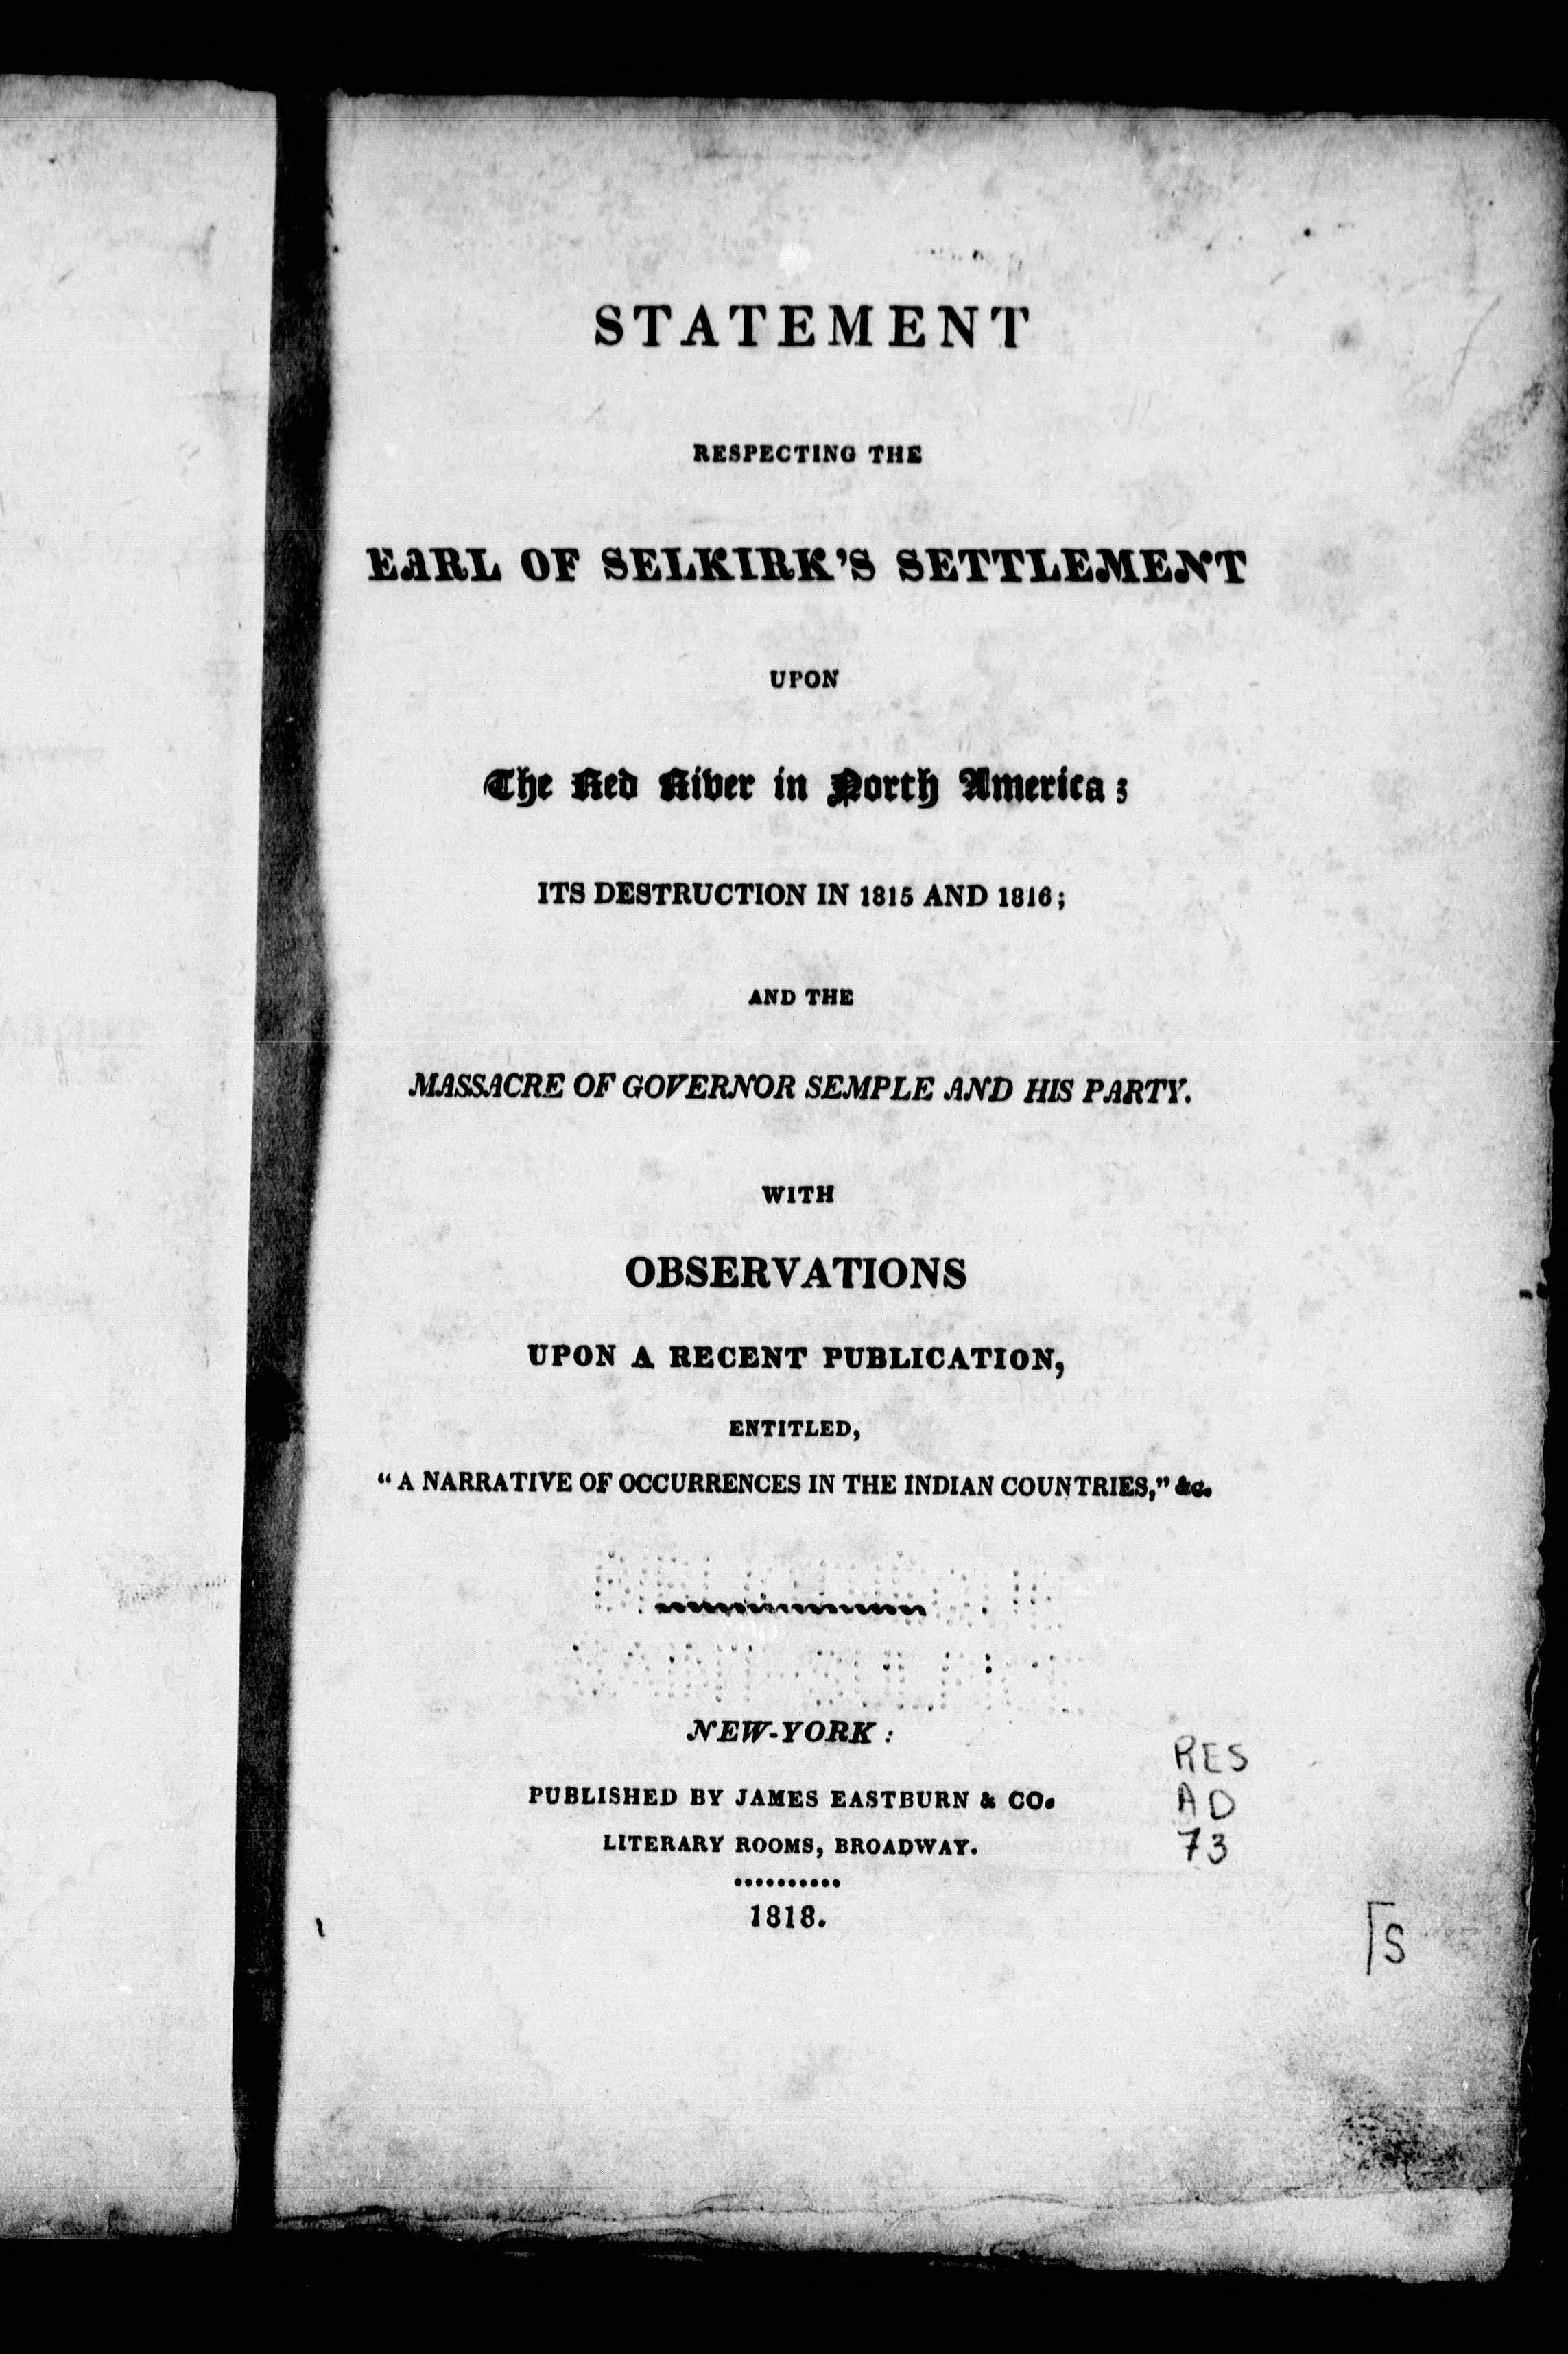 STATEMENT
RESPECTING THE
EARL OF SELKIRK'S SETTLEMENT
UPON
The Red River in North America;
ITS DESTRUCTION IN 1815 AND 1816;
AND THE
MASSACRE OF GOVERNOR SEMPLE AND HIS PARTY.
WITH
OBSERVATIONS
UPON A RECENT PUBLICATION,
ENTITLED,
"A NARRATIVE OF OCCURRENCES IN THE INDIAN COUNTRIES," &c.
NEW-YORK:
PUBLISHED BY JAMES EASTBURN & CO.
LITERARY ROOMS, BROADWAY.
1818.
RES
AD
73
S